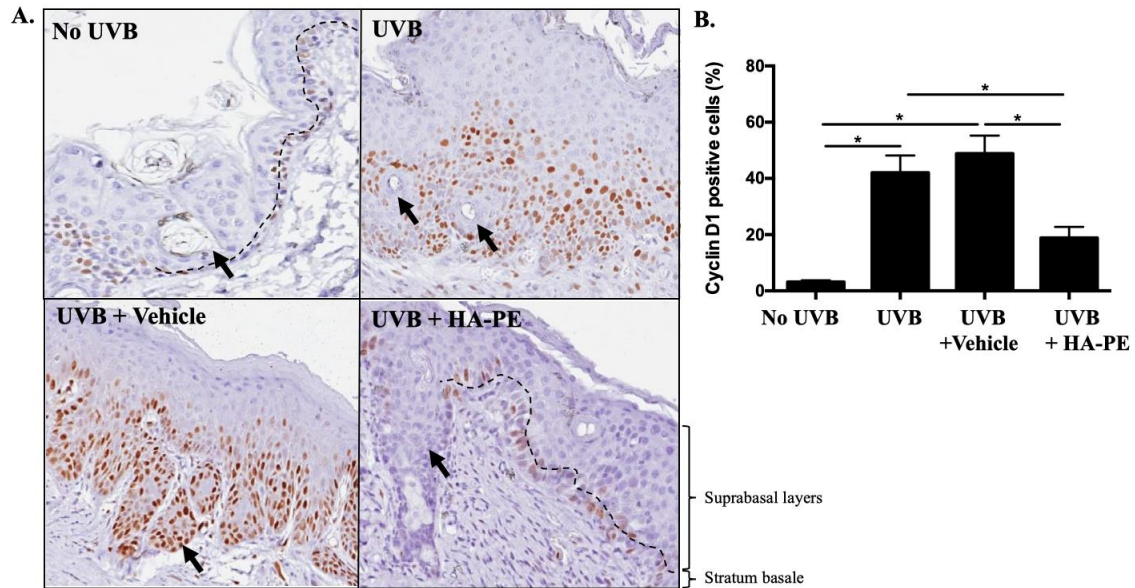 A.
No UVB
UVB
UVB + Vehicle
UVB + HA-PE
Suprabasal layers
Stratum basale
B.
Cyclin D1 positive cells (%)
80
60
40
20
0
*
*
*
*
No UVB
UVB
UVB
+Vehicle
UVB
+ HA-PE